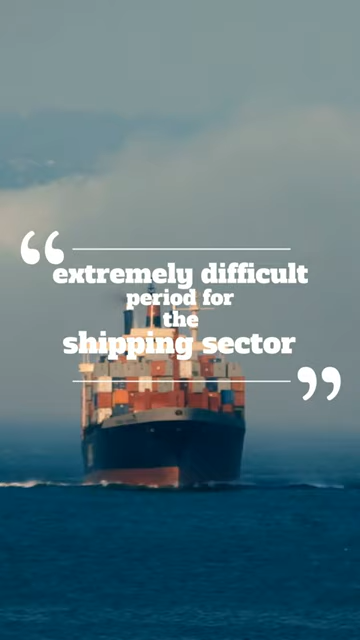 “
extremely difficult
period for
the
shipping sector
”